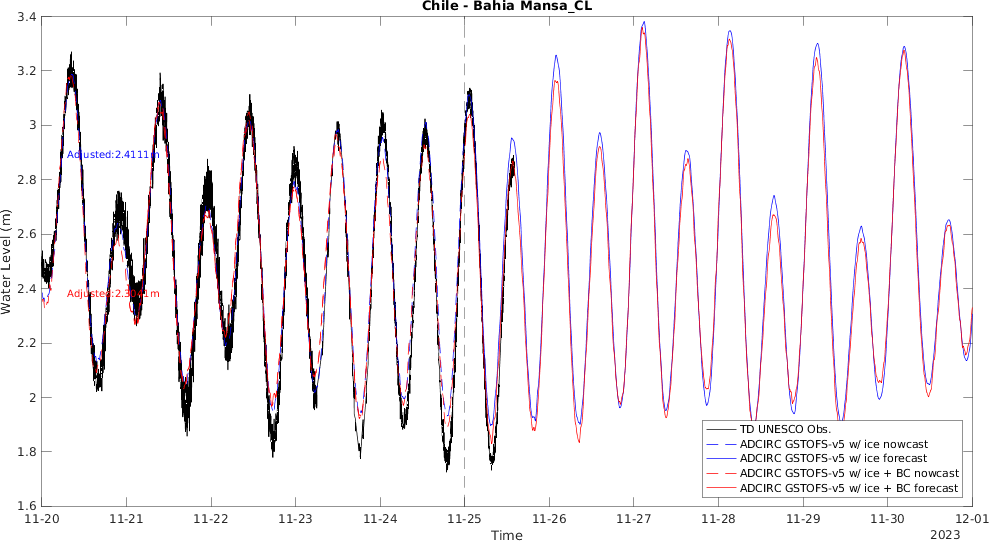 Chile - Bahia Mansa_CL
Water Level (m)
3.4
3.2
3
2.8
2.6
2.4
2.2
2
1.8
1.6
Adjusted:2.4111m
TD UNESCO Obs.
ADCIRC GSTOFS-v5 w/ ice nowcast
ADCIRC GSTOFS-v5 w/ ice forecast
ADCIRC GSTOFS-v5 w/ ice + BC nowcast
ADCIRC GSTOFS-v5 w/ ice + BC forecast
11-20 11-21 11-22 11-23 11-24 11-25 11-26 11-27 11-28 11-29 11-30 12-01
Time
2023